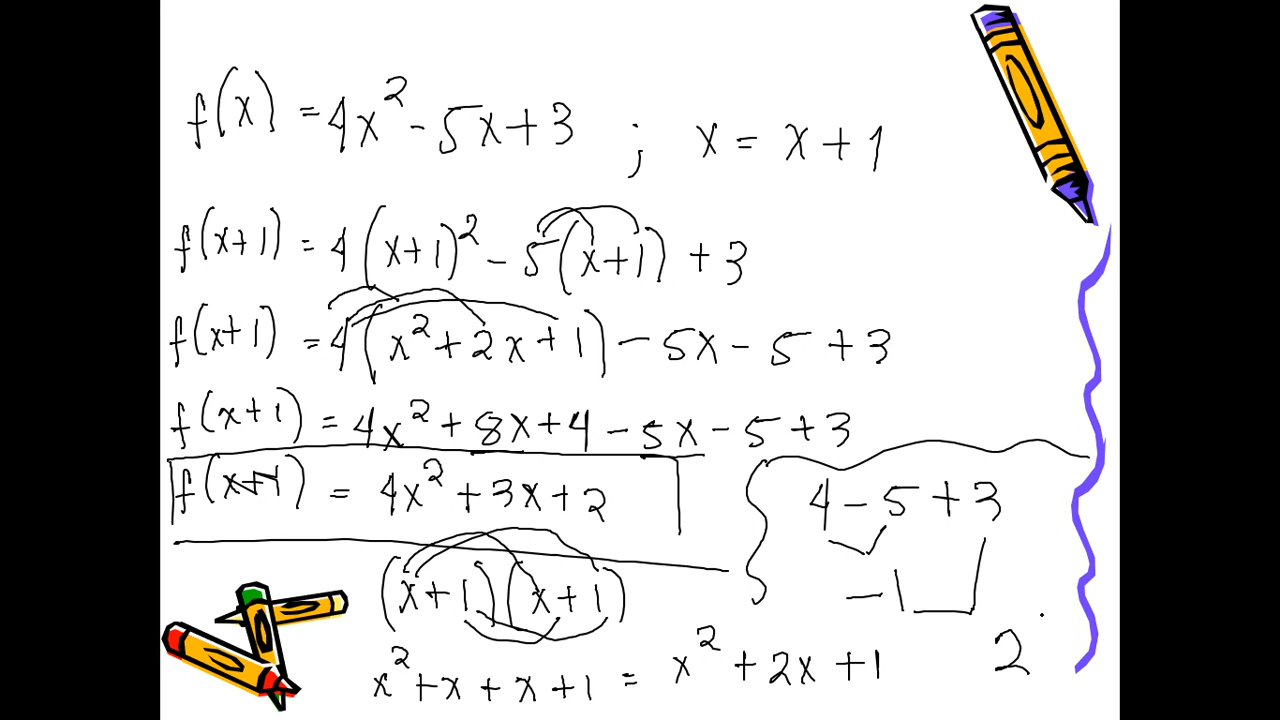 f(x) = 4x² - 5x + 3 ; x = x + 1
f(x+1) = 4(x+1)² - 5(x+1) + 3
f(x+1) = 4(x² + 2x + 1) - 5x - 5 + 3
f(x+1) = 4x² + 8x + 4 - 5x - 5 + 3
f(x+1) = 4x² + 3x + 2
4 - 5 + 3
-1
2
(x+1)(x+1)
x² + x + x + 1 = x² + 2x + 1